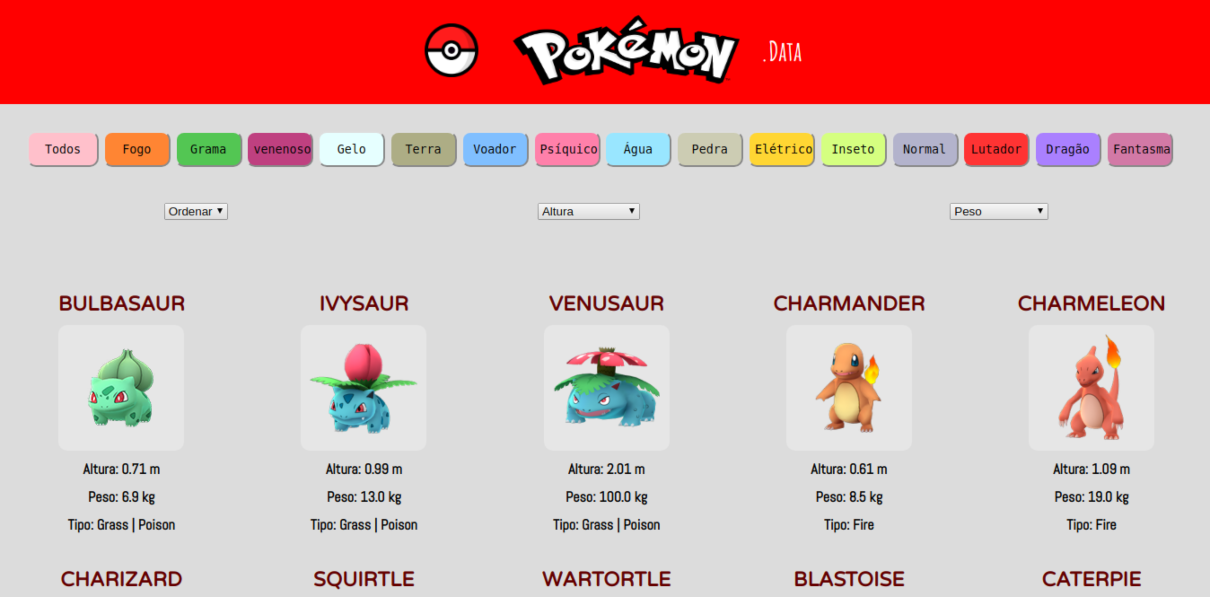 POKÉMON .Data
Todos Fogo Grama venenoso Gelo Terra Voador Psíquico Água Pedra Elétrico Inseto Normal Lutador Dragão Fantasma
Ordenar Altura Peso
BULBASAUR IVYSAUR VENUSAUR CHARMANDER CHARMELEON
Altura: 0.71 m Altura: 0.99 m Altura: 2.01 m Altura: 0.61 m Altura: 1.09 m
Peso: 6.9 kg Peso: 13.0 kg Peso: 100.0 kg Peso: 8.5 kg Peso: 19.0 kg
Tipo: Grass | Poison Tipo: Grass | Poison Tipo: Grass | Poison Tipo: Fire Tipo: Fire
CHARIZARD SQUIRTLE WARTORTLE BLASTOISE CATERPIE